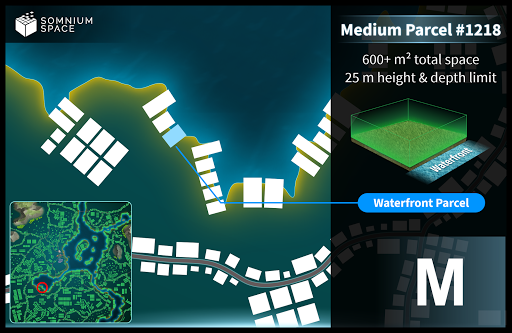 SOMNIUM
SPACE
Medium Parcel #1218
600+ m² total space
25 m height & depth limit
Waterfront
Waterfront Parcel
M